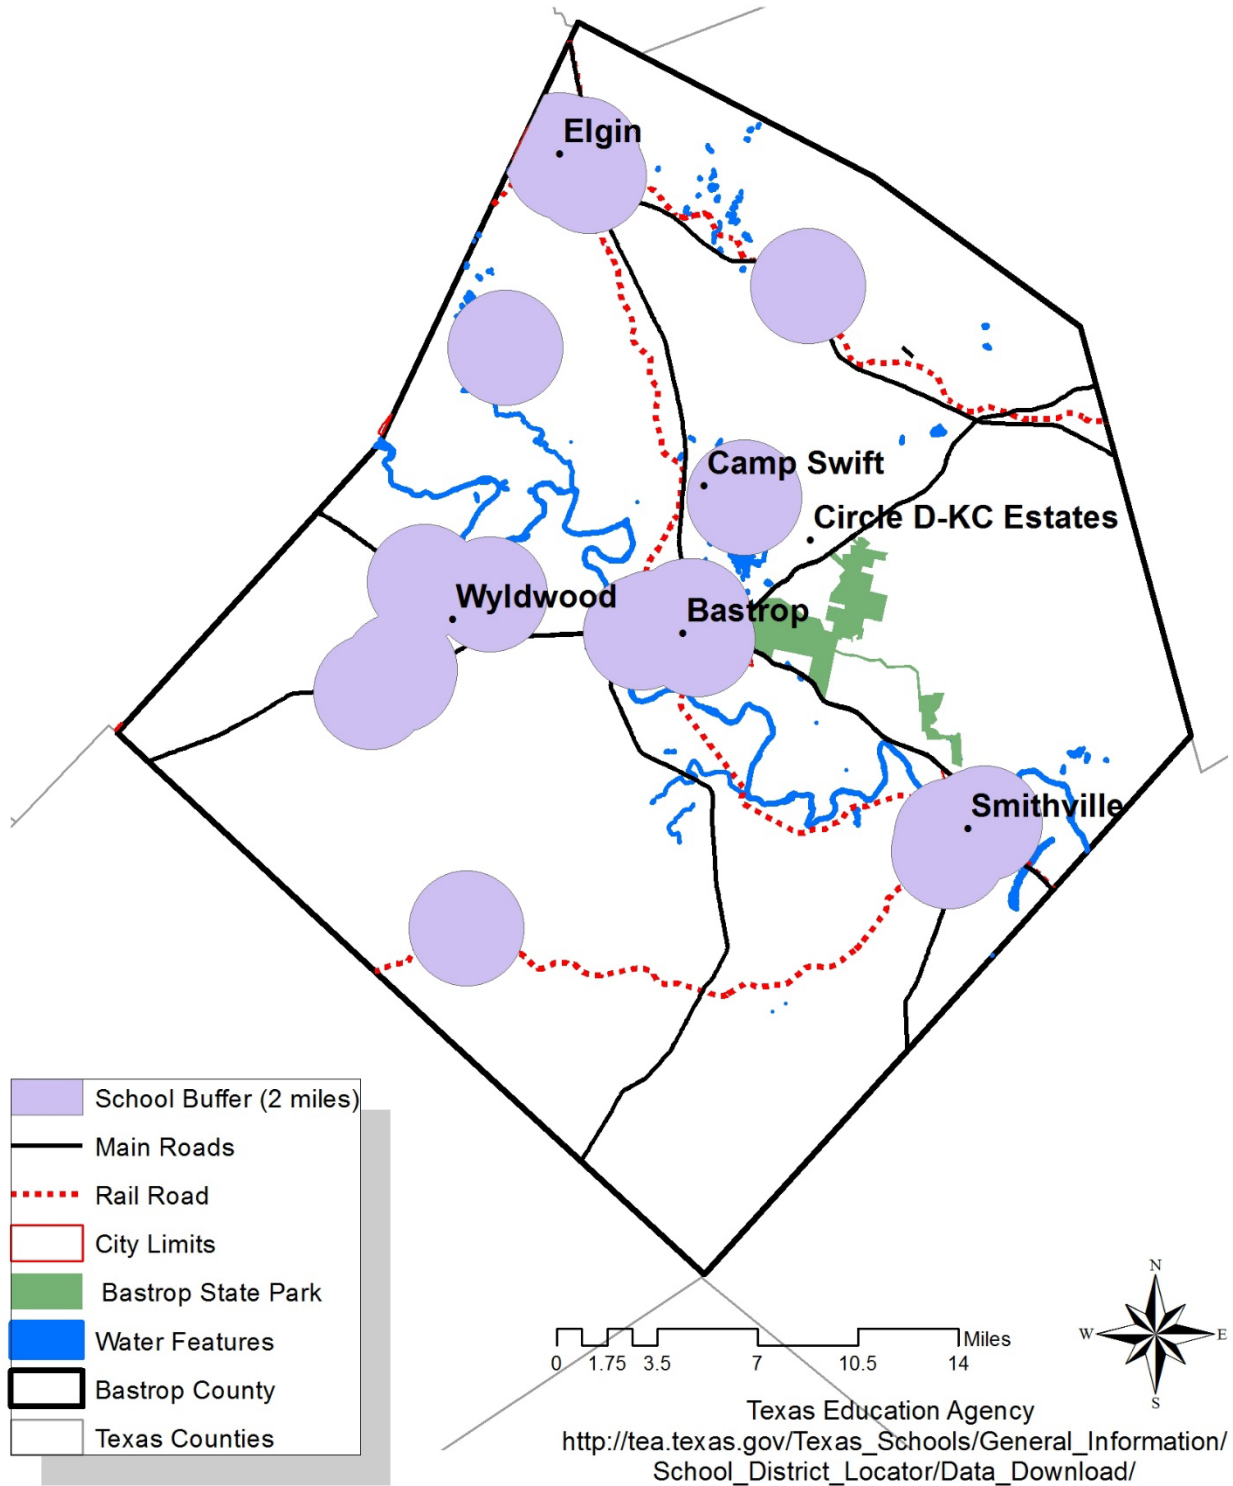 Elgin
Camp Swift
Circle D-KC Estates
Wyldwood
Bastrop
Smithville
School Buffer (2 miles)
Main Roads
Rail Road
City Limits
Bastrop State Park
Water Features
Bastrop County
Texas Counties
Miles
0 1.75 3.5 7 10.5 14
N
W E
S
Texas Education Agency
http://tea.texas.gov/Texas_Schools/General_Information/
School_District_Locator/Data_Download/